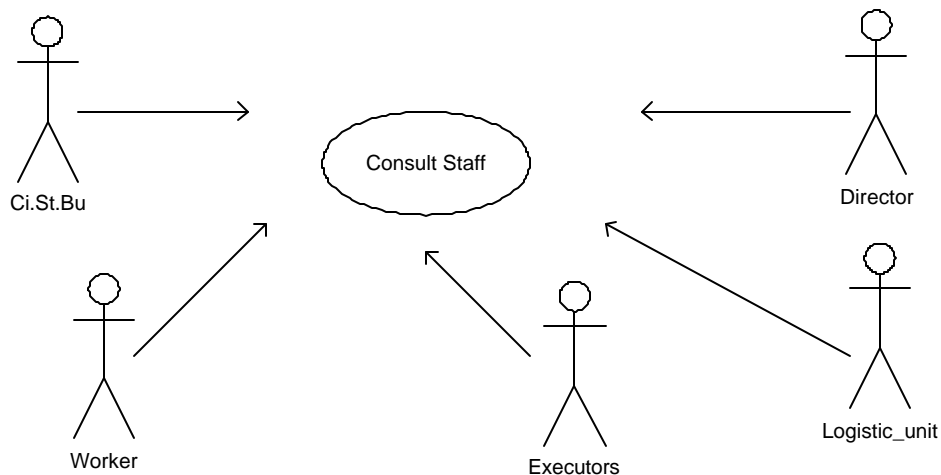 Consult Staff
Ci.St.Bu
Director
Logistic_unit
Worker
Executors